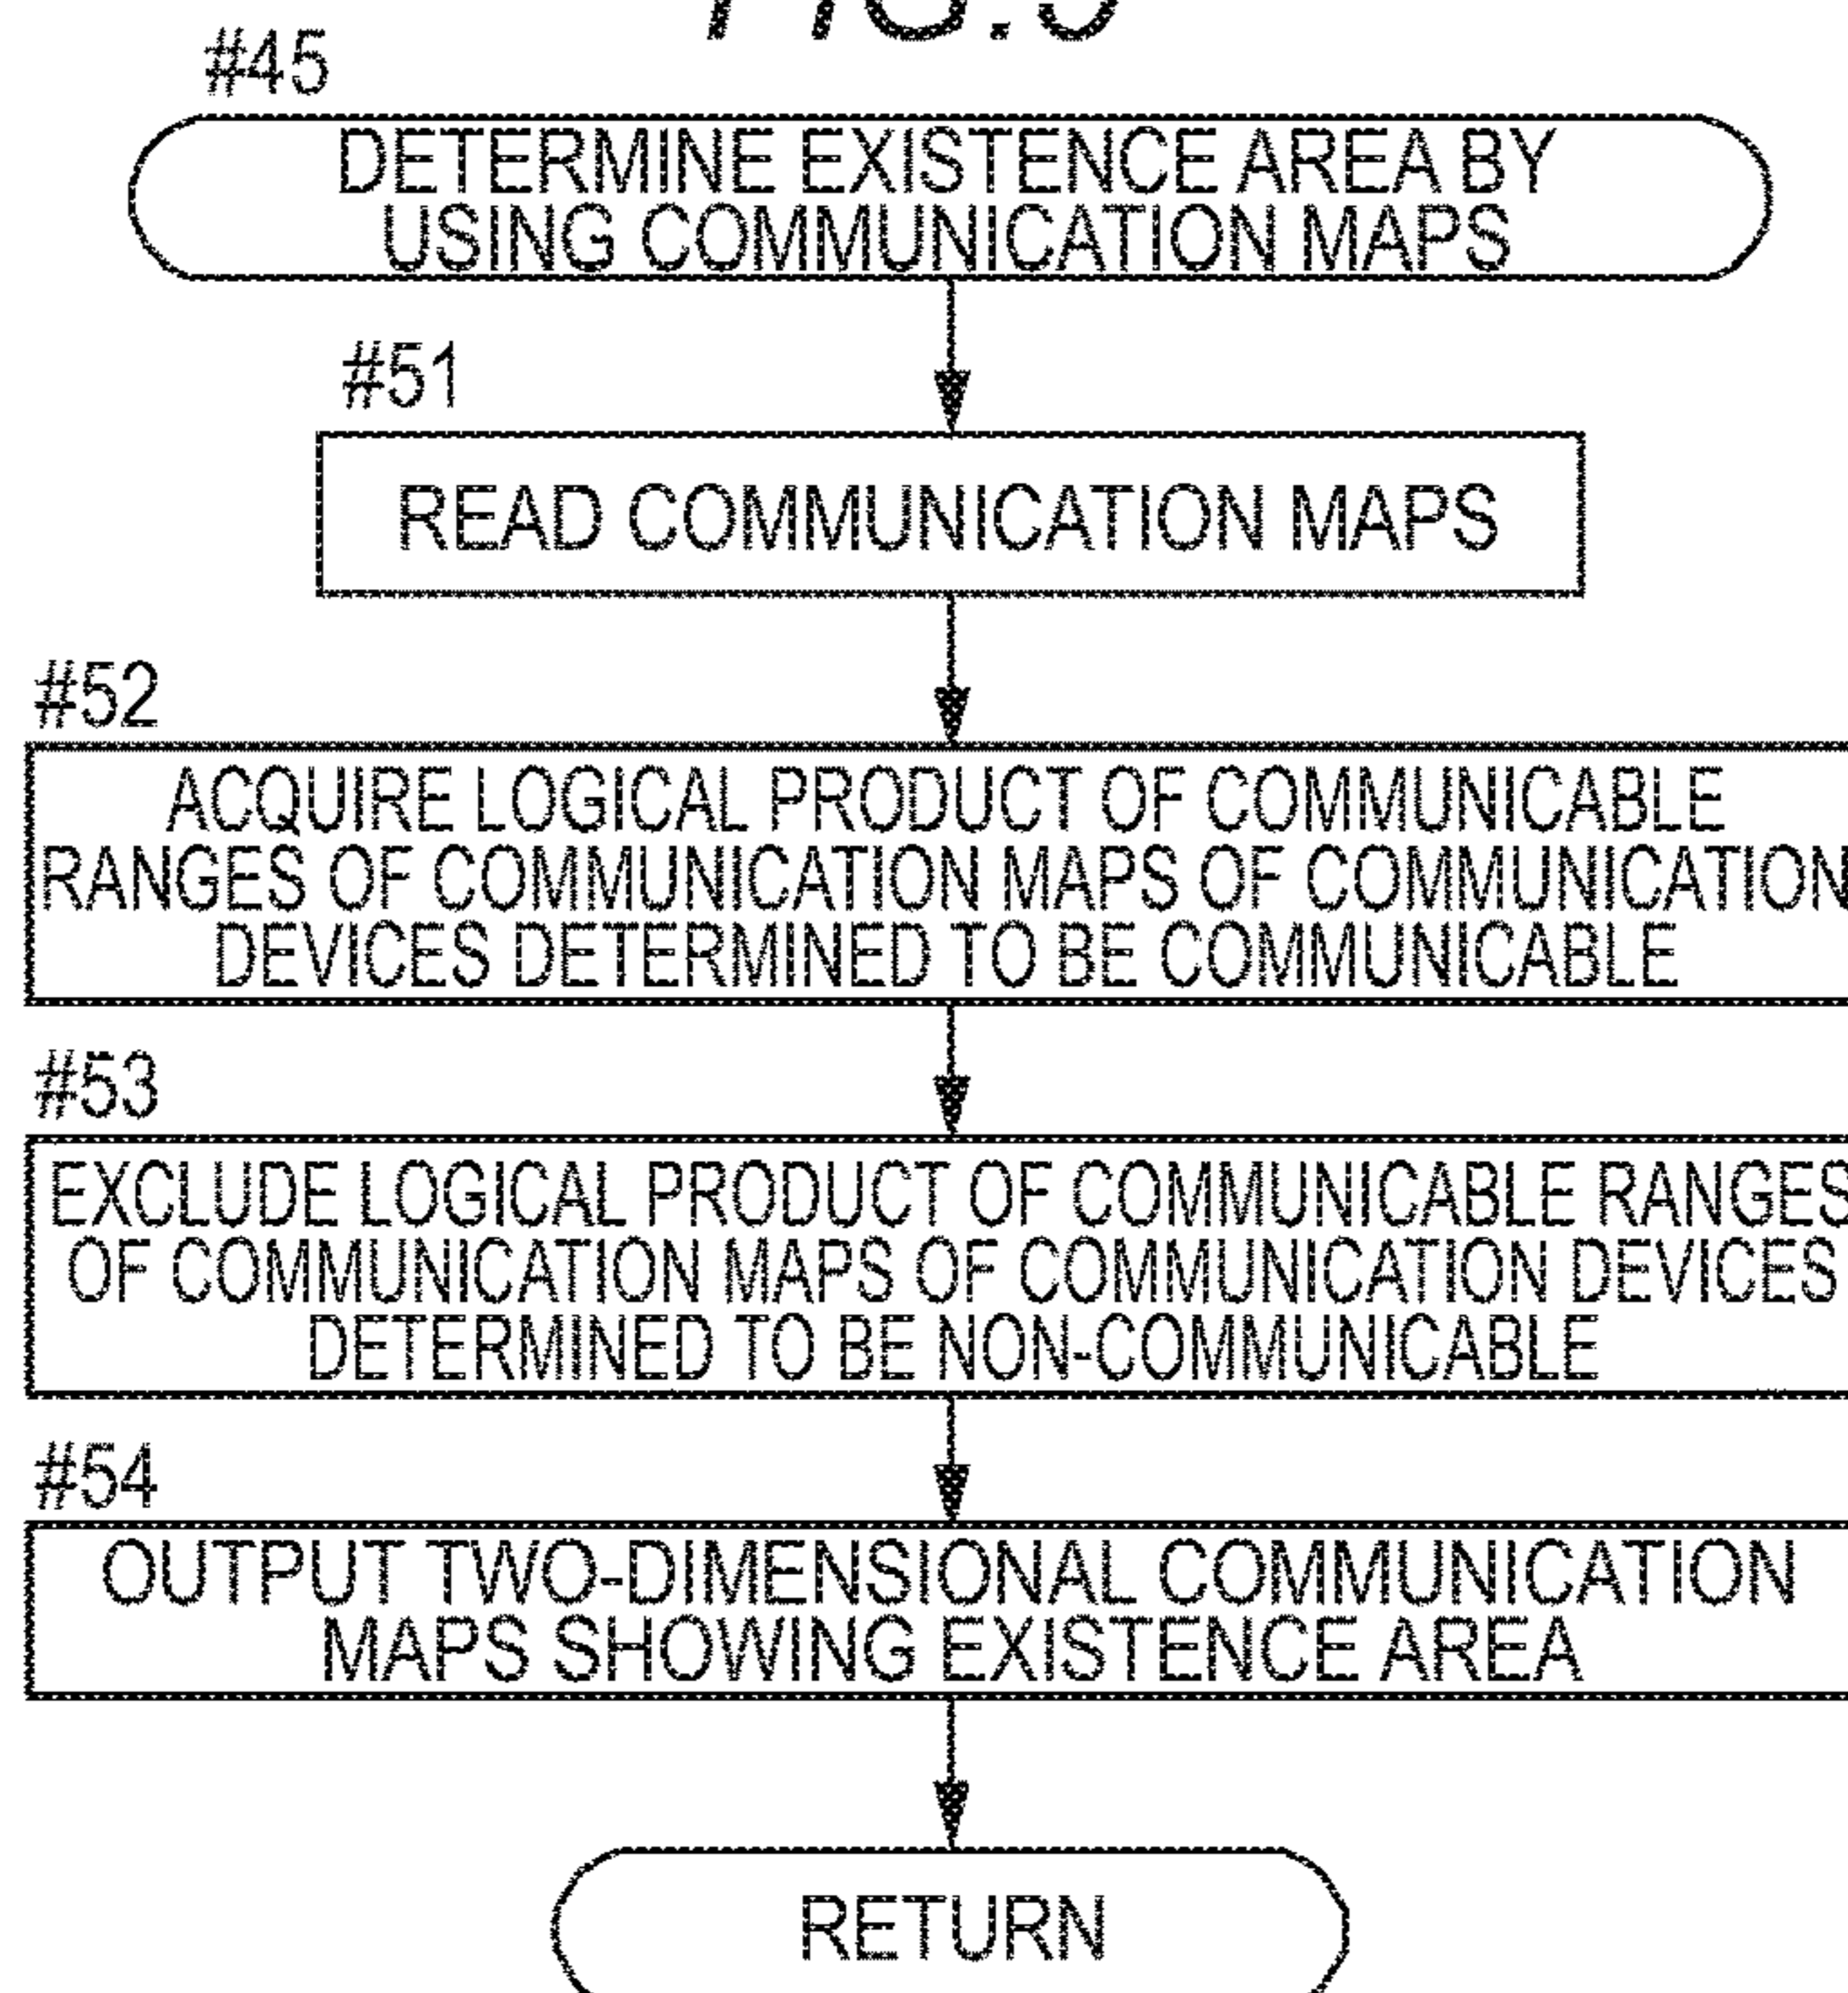 #45
DETERMINE EXISTENCE AREA BY
USING COMMUNICATION MAPS
#51
READ COMMUNICATION MAPS
#52
ACQUIRE LOGICAL PRODUCT OF COMMUNICABLE
RANGES OF COMMUNICATION MAPS OF COMMUNICATION
DEVICES DETERMINED TO BE COMMUNICABLE
#53
EXCLUDE LOGICAL PRODUCT OF COMMUNICABLE RANGES
OF COMMUNICATION MAPS OF COMMUNICATION DEVICES
DETERMINED TO BE NON-COMMUNICABLE
#54
OUTPUT TWO-DIMENSIONAL COMMUNICATION
MAPS SHOWING EXISTENCE AREA
RETURN